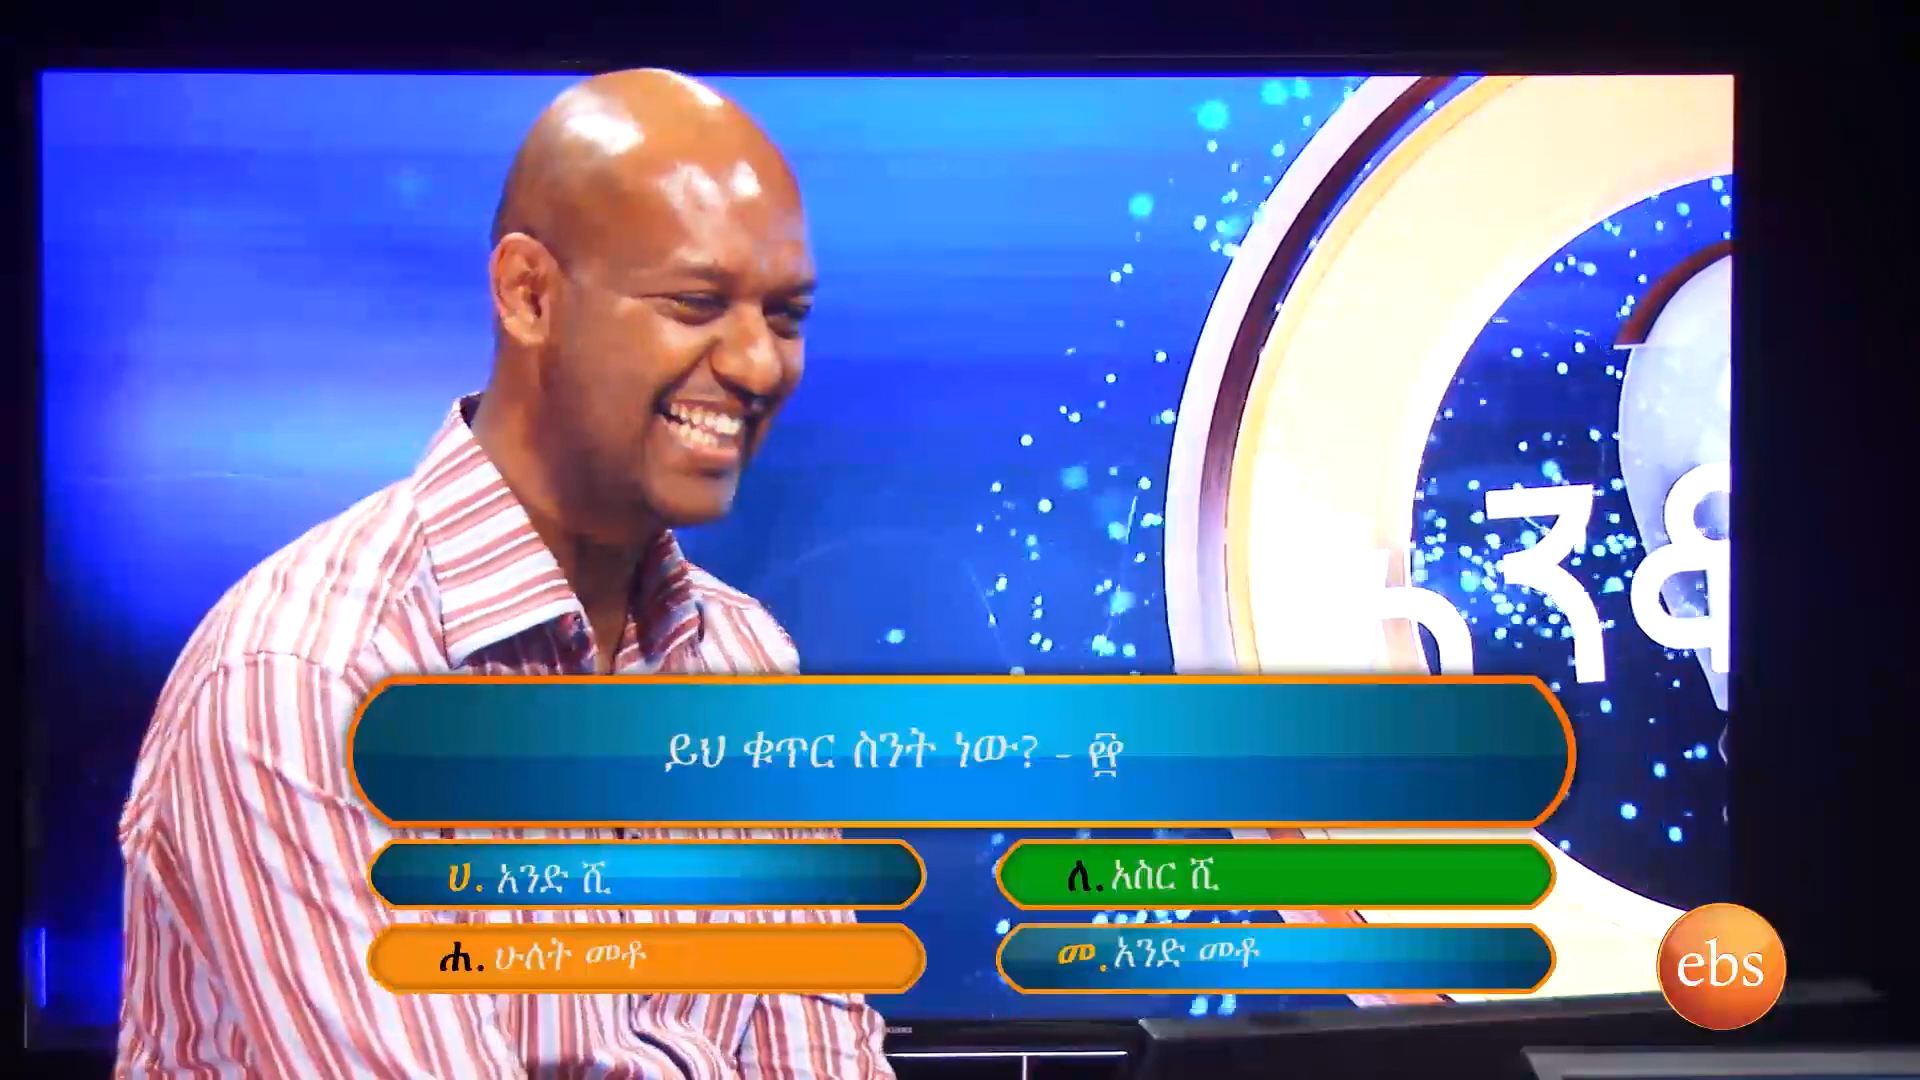 ይህ ቁጥር ስንት ነው? - ፼
ሀ. አንድ ሺ
ለ. አስር ሺ
ሐ. ሁለት መቶ
መ. አንድ መቶ
ebs